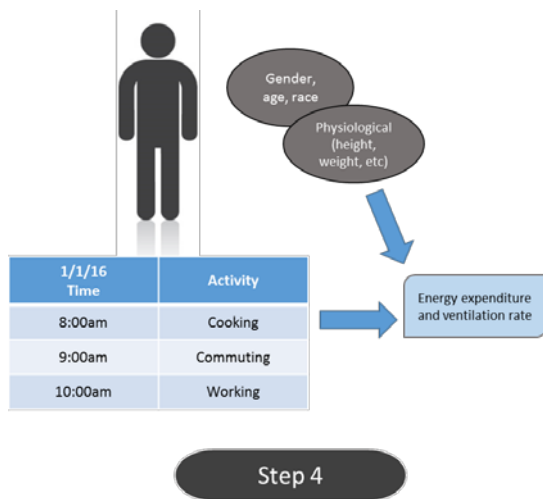 Gender,
age, race
Physiological
(height,
weight, etc)
1/1/16
Time
Activity
8:00am
Cooking
9:00am
Commuting
10:00am
Working
Energy expenditure
and ventilation rate
Step 4